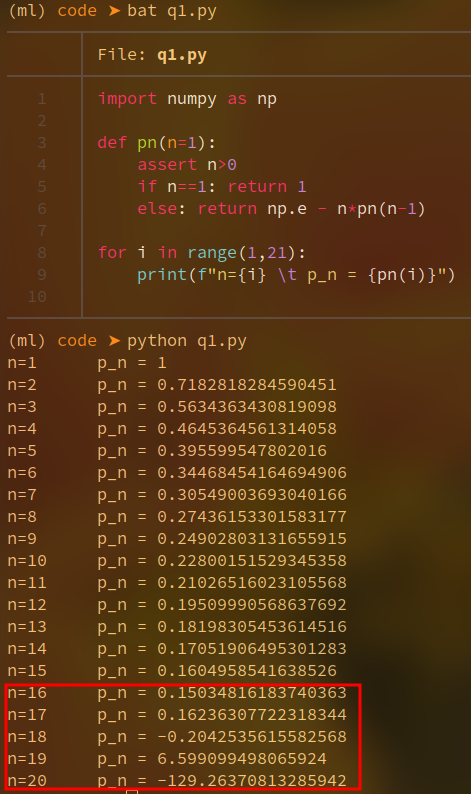 (ml) code ➤ bat q1.py
File: q1.py
1 import numpy as np
2
3 def pn(n=1):
4     assert n>0
5     if n==1: return 1
6     else: return np.e - n*pn(n-1)
7
8 for i in range(1,21):
9     print(f"n={i} \t p_n = {pn(i)}")
10
(ml) code ➤ python q1.py
n=1 p_n = 1
n=2 p_n = 0.7182818284590451
n=3 p_n = 0.5634363430819098
n=4 p_n = 0.4645364561314058
n=5 p_n = 0.395599547802016
n=6 p_n = 0.34468454164694906
n=7 p_n = 0.30549003693040166
n=8 p_n = 0.27436153301583177
n=9 p_n = 0.24902803131655915
n=10 p_n = 0.22800151529345358
n=11 p_n = 0.21026516023105568
n=12 p_n = 0.19509990568637692
n=13 p_n = 0.18198305453614516
n=14 p_n = 0.17051906495301283
n=15 p_n = 0.1604958541638526
n=16 p_n = 0.15034816183740363
n=17 p_n = 0.16236307722318344
n=18 p_n = -0.2042535615582568
n=19 p_n = 6.599099498065924
n=20 p_n = -129.26370813285942